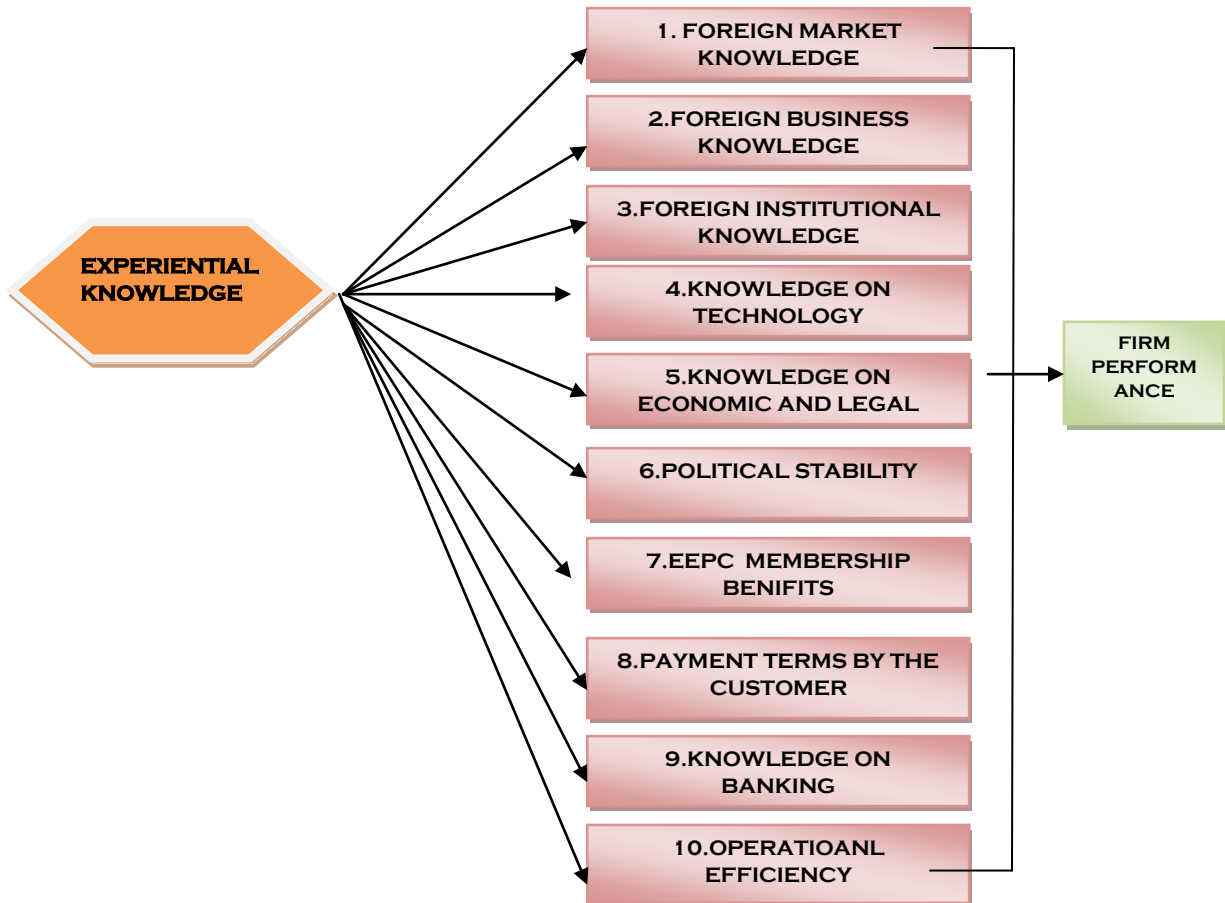 1. FOREIGN MARKET
KNOWLEDGE
2.FOREIGN BUSINESS
KNOWLEDGE
3.FOREIGN INSTITUTIONAL
KNOWLEDGE
EXPERIENTIAL
KNOWLEDGE
4.KNOWLEDGE ON
TECHNOLOGY
5.KNOWLEDGE ON
ECONOMIC AND LEGAL
FIRM
PERFORM
ANCE
6.POLITICAL STABILITY
7.EEPC MEMBERSHIP
BENIFITS
8.PAYMENT TERMS BY THE
CUSTOMER
9.KNOWLEDGE ON
BANKING
10.OPERATIOANL
EFFICIENCY